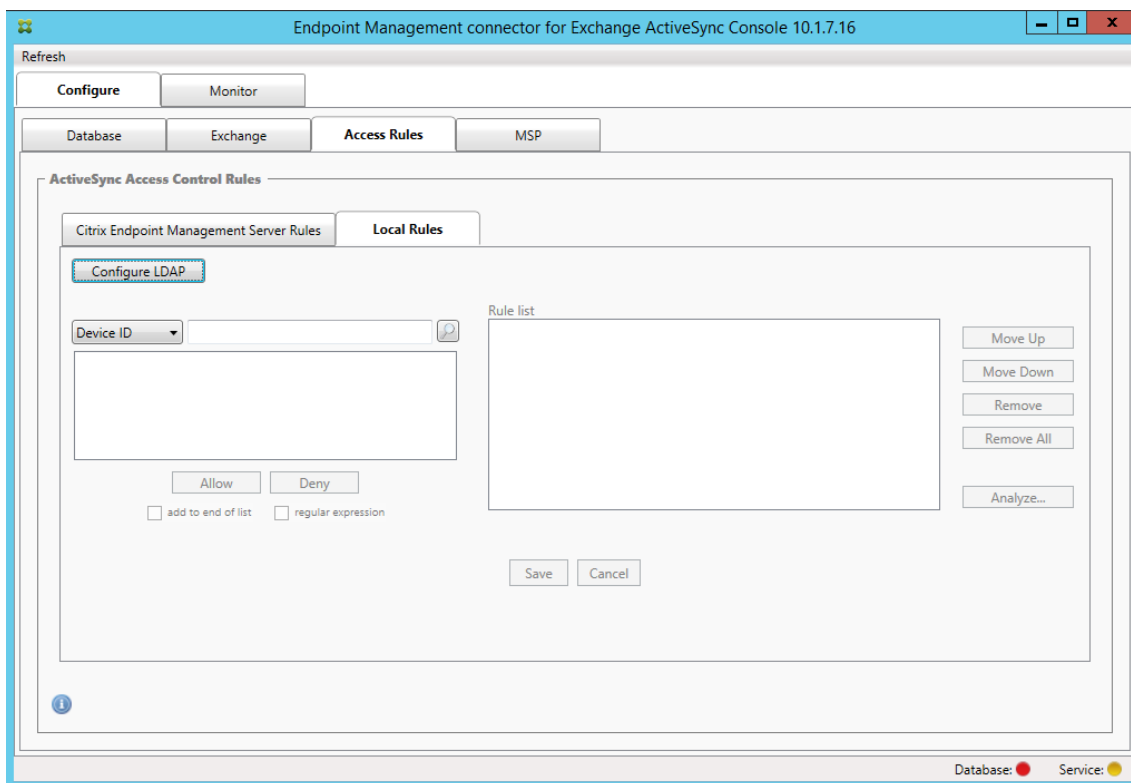 Endpoint Management connector for Exchange ActiveSync Console 10.1.7.16
Refresh
Configure Monitor
Database Exchange Access Rules MSP
ActiveSync Access Control Rules
Citrix Endpoint Management Server Rules Local Rules
Configure LDAP
Rule list
Device ID
Move Up
Move Down
Remove
Remove All
Allow Deny
Analyze...
add to end of list regular expression
Save Cancel
Database: Service: